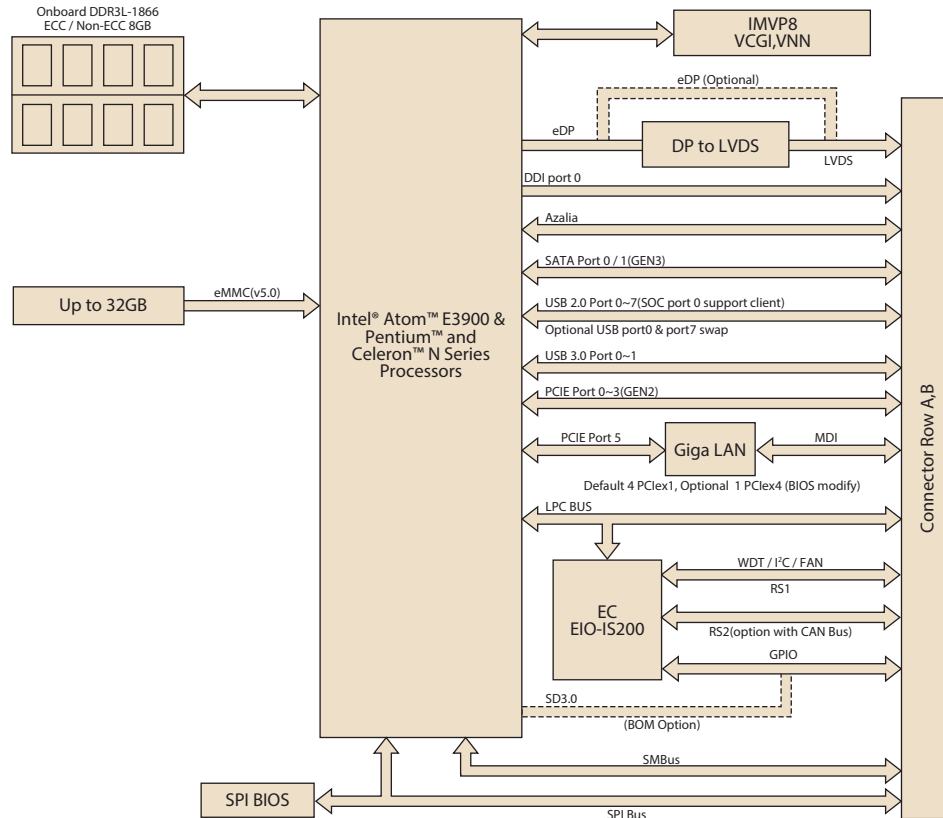 Onboard DDR3L-1866
ECC / Non-ECC 8GB
IMVP8
VCGI,VNN
eDP (Optional)
eDP
DP to LVDS
LVDS
DDI port 0
Azalia
SATA Port 0 / 1(GEN3)
Up to 32GB
eMMC(v5.0)
USB 2.0 Port 0~7(SOC port 0 support client)
Optional USB port0 & port7 swap
Intel® Atom™ E3900 &
Pentium™ and
Celeron™ N Series
Processors
USB 3.0 Port 0~1
PCIE Port 0~3(GEN2)
PCIE Port 5
Giga LAN
MDI
Default 4 PCIex1, Optional 1 PCIex4 (BIOS modify)
LPC BUS
EC
EIO-IS200
WDT / I²C / FAN
RS1
RS2(option with CAN Bus)
GPIO
SD3.0
(BOM Option)
SMBus
SPI BIOS
SPI Bus
Connector Row A,B